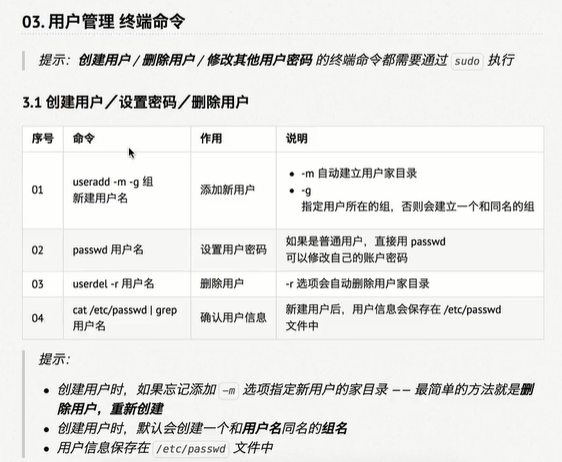 03. 用户管理 终端命令
提示：创建用户 / 删除用户 / 修改其他用户密码 的终端命令都需要通过 sudo 执行
3.1 创建用户／设置密码／删除用户
序号 命令 作用 说明
01 useradd -m -g 组 新建用户名 添加新用户
• -m 自动建立用户家目录
• -g
指定用户所在的组，否则会建立一个和同名的组
02 passwd 用户名 设置用户密码 如果是普通用户，直接用 passwd
可以修改自己的账户密码
03 userdel -r 用户名 删除用户 -r 选项会自动删除用户家目录
04 cat /etc/passwd | grep
用户名 确认用户信息 新建用户后，用户信息会保存在 /etc/passwd
文件中
提示：
• 创建用户时，如果忘记添加 -m 选项指定新用户的家目录 —— 最简单的方法就是删
除用户，重新创建
• 创建用户时，默认会创建一个和用户名同名的组名
• 用户信息保存在 /etc/passwd 文件中